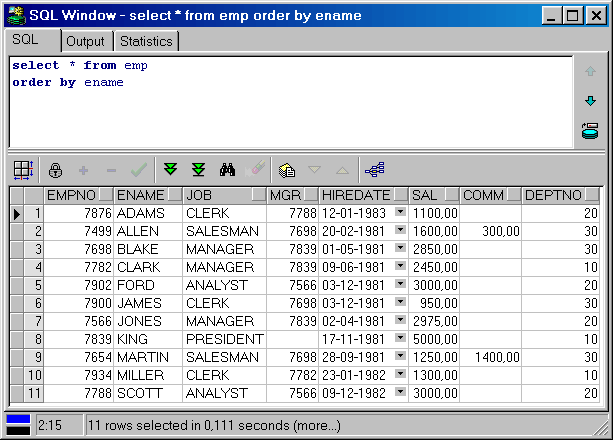 SQL Window - select * from emp order by ename
SQL Output Statistics
select * from emp
order by ename
EMPNO ENAME JOB MGR HIREDATE SAL COMM DEPTNO
1 7876 ADAMS CLERK 7788 12-01-1983 1100,00 20
2 7499 ALLEN SALESMAN 7698 20-02-1981 1600,00 300,00 30
3 7698 BLAKE MANAGER 7839 01-05-1981 2850,00 30
4 7782 CLARK MANAGER 7839 09-06-1981 2450,00 10
5 7902 FORD ANALYST 7566 03-12-1981 3000,00 20
6 7900 JAMES CLERK 7698 03-12-1981 950,00 30
7 7566 JONES MANAGER 7839 02-04-1981 2975,00 20
8 7839 KING PRESIDENT 17-11-1981 5000,00 10
9 7654 MARTIN SALESMAN 7698 28-09-1981 1250,00 1400,00 30
10 7934 MILLER CLERK 7782 23-01-1982 1300,00 10
11 7788 SCOTT ANALYST 7566 09-12-1982 3000,00 20
2:15 11 rows selected in 0,111 seconds (more...)